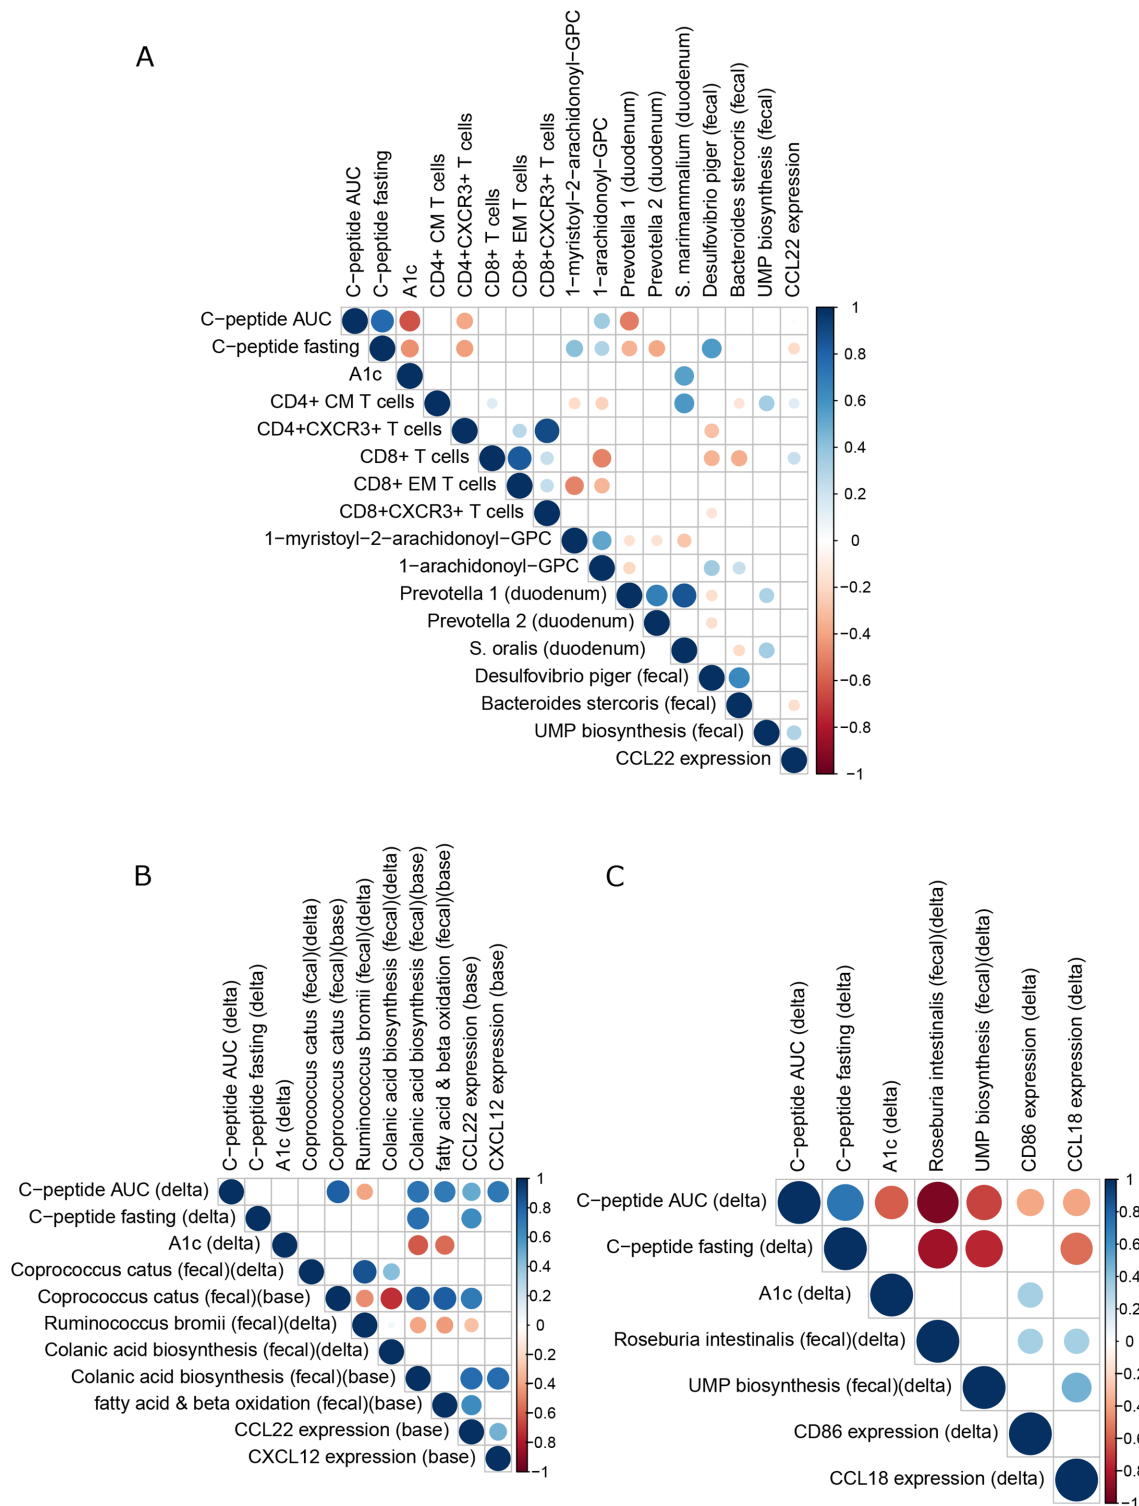 A
C−peptide AUC
C−peptide fasting
A1c
CD4+ CM T cells
CD4+CXCR3+ T cells
CD8+ T cells
CD8+ EM T cells
CD8+CXCR3+ T cells
1−myristoyl−2−arachidonoyl−GPC
1−arachidonoyl−GPC
Prevotella 1 (duodenum)
Prevotella 2 (duodenum)
S. marimammalium (duodenum)
Desulfovibrio piger (fecal)
Bacteroides stercoris (fecal)
UMP biosynthesis (fecal)
CCL22 expression
C−peptide AUC
C−peptide fasting
A1c
CD4+ CM T cells
CD4+CXCR3+ T cells
CD8+ T cells
CD8+ EM T cells
CD8+CXCR3+ T cells
1−myristoyl−2−arachidonoyl−GPC
1−arachidonoyl−GPC
Prevotella 1 (duodenum)
Prevotella 2 (duodenum)
S. oralis (duodenum)
Desulfovibrio piger (fecal)
Bacteroides stercoris (fecal)
UMP biosynthesis (fecal)
CCL22 expression
1
0.8
0.6
0.4
0.2
0
−0.2
−0.4
−0.6
−0.8
−1
B
C−peptide AUC (delta)
C−peptide fasting (delta)
A1c (delta)
Coprococcus catus (fecal)(delta)
Coprococcus catus (fecal)(base)
Ruminococcus bromii (fecal)(delta)
Colanic acid biosynthesis (fecal)(delta)
Colanic acid biosynthesis (fecal)(base)
fatty acid & beta oxidation (fecal)(base)
CCL22 expression (base)
CXCL12 expression (base)
C−peptide AUC (delta)
C−peptide fasting (delta)
A1c (delta)
Coprococcus catus (fecal)(delta)
Coprococcus catus (fecal)(base)
Ruminococcus bromii (fecal)(delta)
Colanic acid biosynthesis (fecal)(delta)
Colanic acid biosynthesis (fecal)(base)
fatty acid & beta oxidation (fecal)(base)
CCL22 expression (base)
CXCL12 expression (base)
1
0.8
0.6
0.4
0.2
0
−0.2
−0.4
−0.6
−0.8
−1
C
C−peptide AUC (delta)
C−peptide fasting (delta)
A1c (delta)
Roseburia intestinalis (fecal)(delta)
UMP biosynthesis (fecal)(delta)
CD86 expression (delta)
CCL18 expression (delta)
C−peptide AUC (delta)
C−peptide fasting (delta)
A1c (delta)
Roseburia intestinalis (fecal)(delta)
UMP biosynthesis (fecal)(delta)
CD86 expression (delta)
CCL18 expression (delta)
1
0.8
0.6
0.4
0.2
0
−0.2
−0.4
−0.6
−0.8
−1